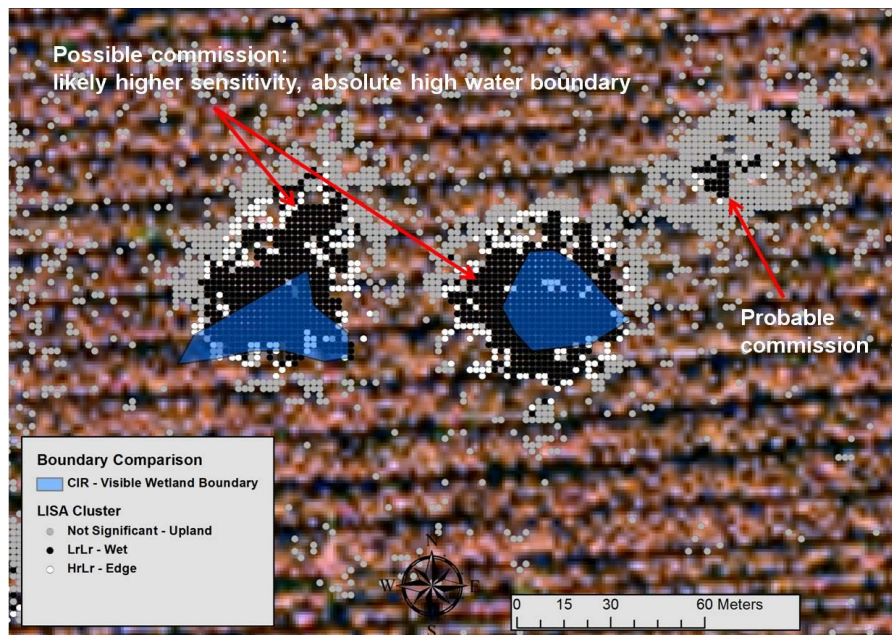 Possible commission:
likely higher sensitivity, absolute high water boundary
Probable
commission
Boundary Comparison
CIR - Visible Wetland Boundary
LISA Cluster
Not Significant - Upland
LrLr - Wet
HrLr - Edge
N
W E
S
0 15 30 60 Meters